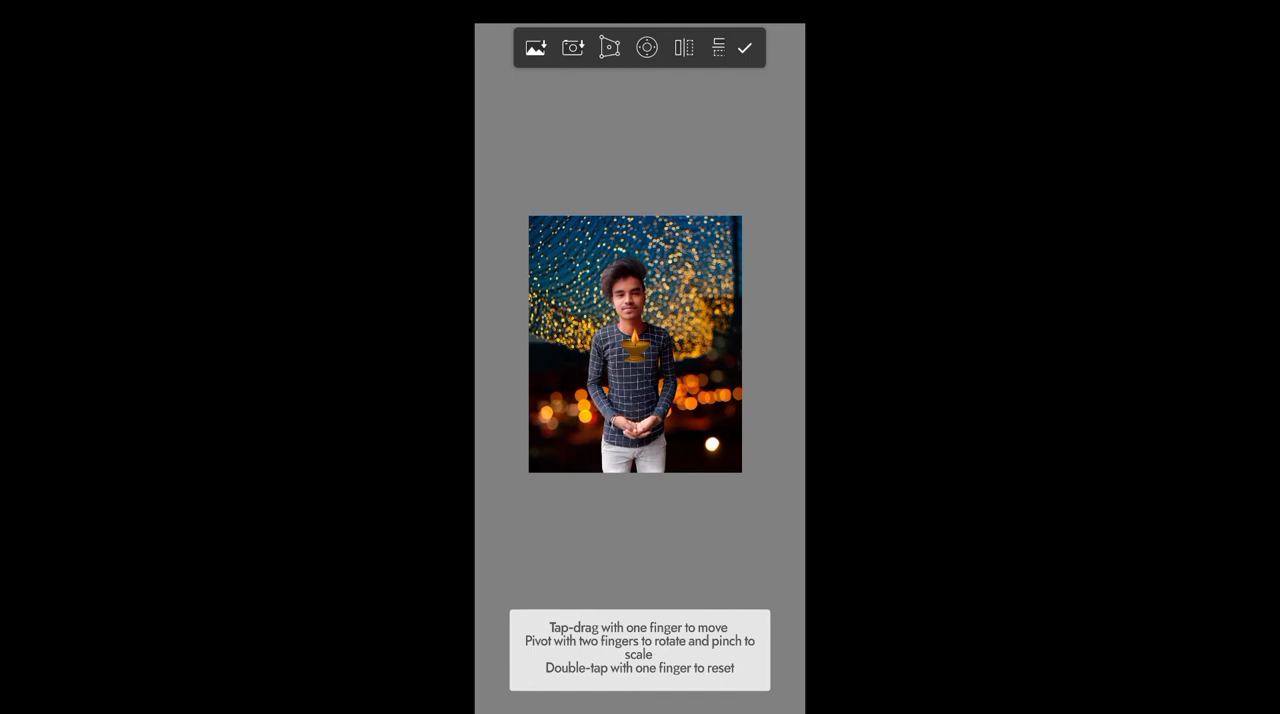 Tap-drag with one finger to move
Pivot with two fingers to rotate and pinch to
scale
Double-tap with one finger to reset